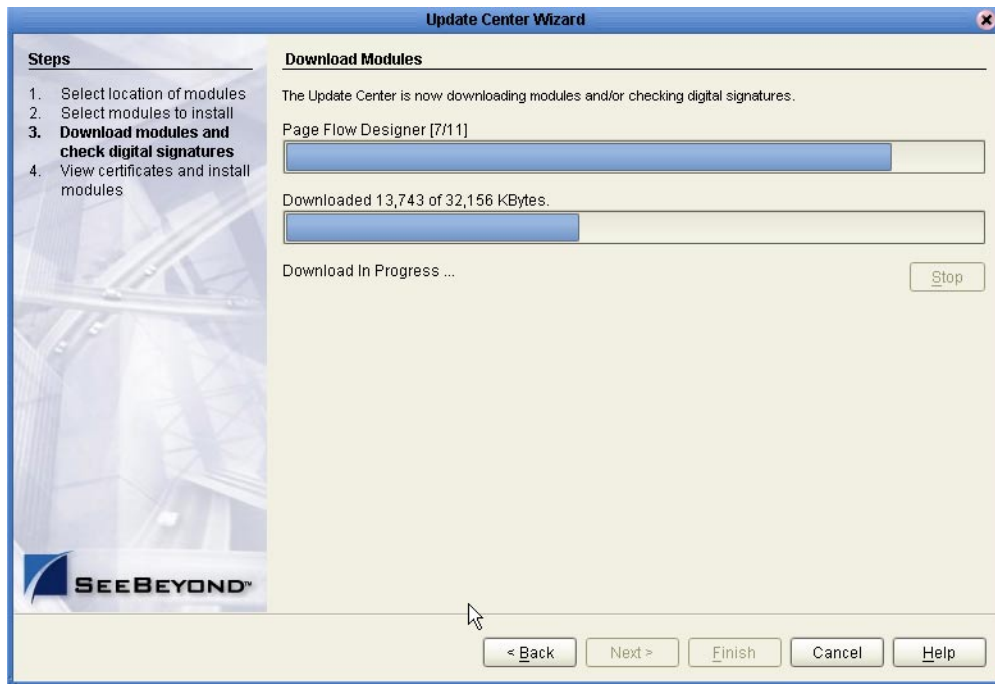 Update Center Wizard
Steps
1. Select location of modules
2. Select modules to install
3. Download modules and
check digital signatures
4. View certificates and install
modules
Download Modules
The Update Center is now downloading modules and/or checking digital signatures.
Page Flow Designer [7/11]
Downloaded 13,743 of 32,156 KBytes.
Download In Progress ...
Stop
SEEBEYOND™
< Back
Next >
Finish
Cancel
Help